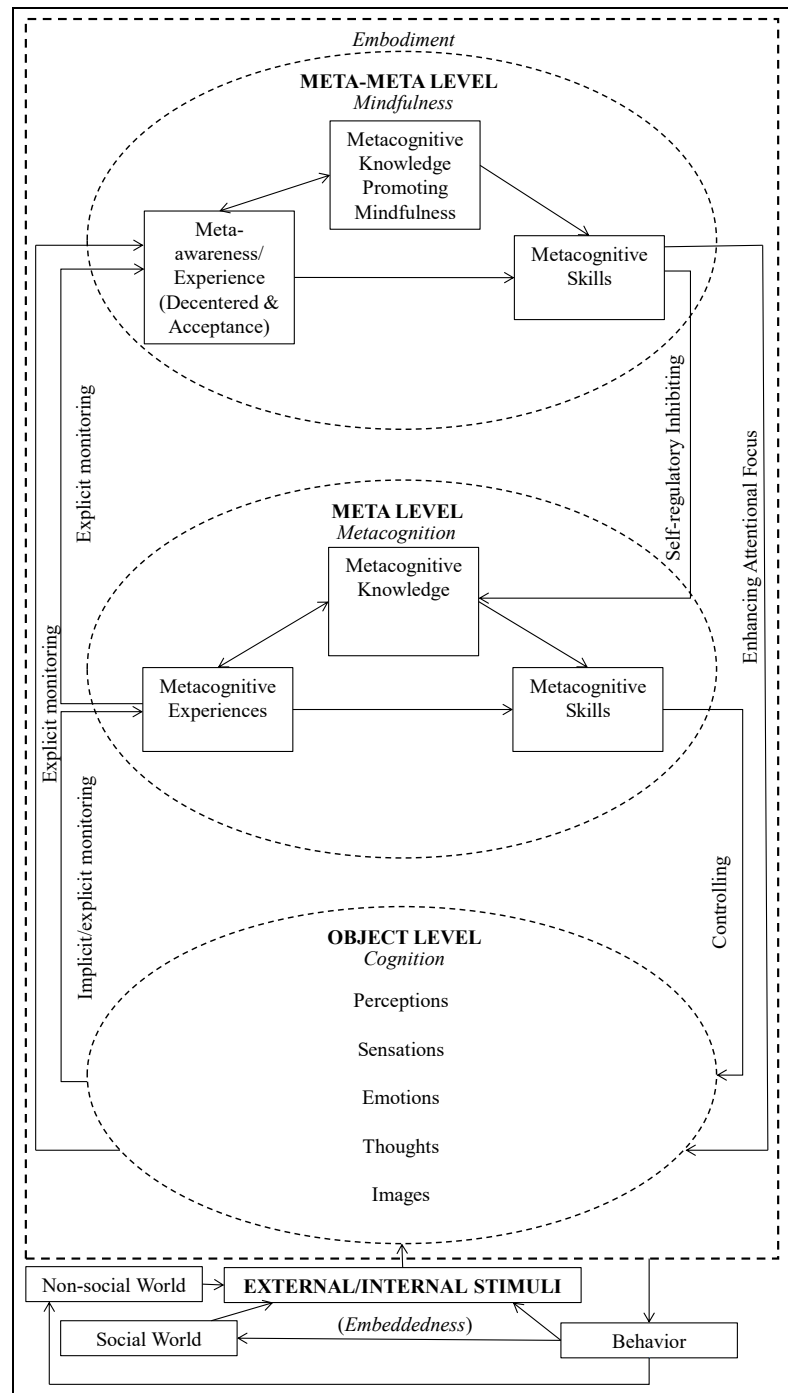 Embodiment
META-META LEVEL
Mindfulness
Metacognitive
Knowledge
Promoting
Mindfulness
Meta-
awareness/
Experience
(Decentered &
Acceptance)
Metacognitive
Skills
Explicit monitoring
Explicit monitoring
Self-regulatory Inhibiting
Enhancing Attentional Focus
META LEVEL
Metacognition
Metacognitive
Knowledge
Metacognitive
Experiences
Metacognitive
Skills
Implicit/explicit monitoring
Controlling
OBJECT LEVEL
Cognition
Perceptions
Sensations
Emotions
Thoughts
Images
Non-social World
EXTERNAL/INTERNAL STIMULI
Social World
(Embeddedness)
Behavior